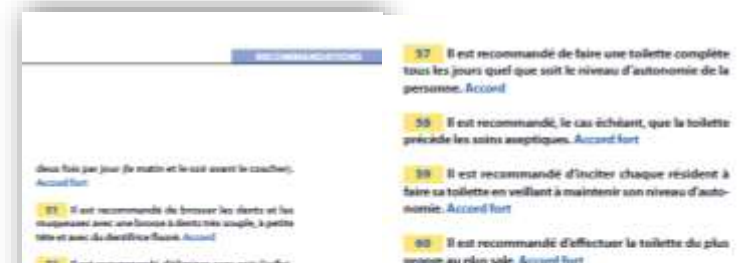 RECOMMANDATIONS
deux fois par jour (le matin et le soir avant le coucher).
Accord fort
51 Il est recommandé de brosser les dents et les
muqueuses avec une brosse à dents très souple, à petite
tête et avec du dentifrice fluoré. Accord
57 Il est recommandé de faire une toilette complète
tous les jours quel que soit le niveau d'autonomie de la
personne. Accord
58 Il est recommandé, le cas échéant, que la toilette
précède les soins aseptiques. Accord fort
59 Il est recommandé d'inciter chaque résident à
faire sa toilette en veillant à maintenir son niveau d'auto-
nomie. Accord fort
60 Il est recommandé d'effectuer la toilette du plus
propre au plus sale. Accord fort